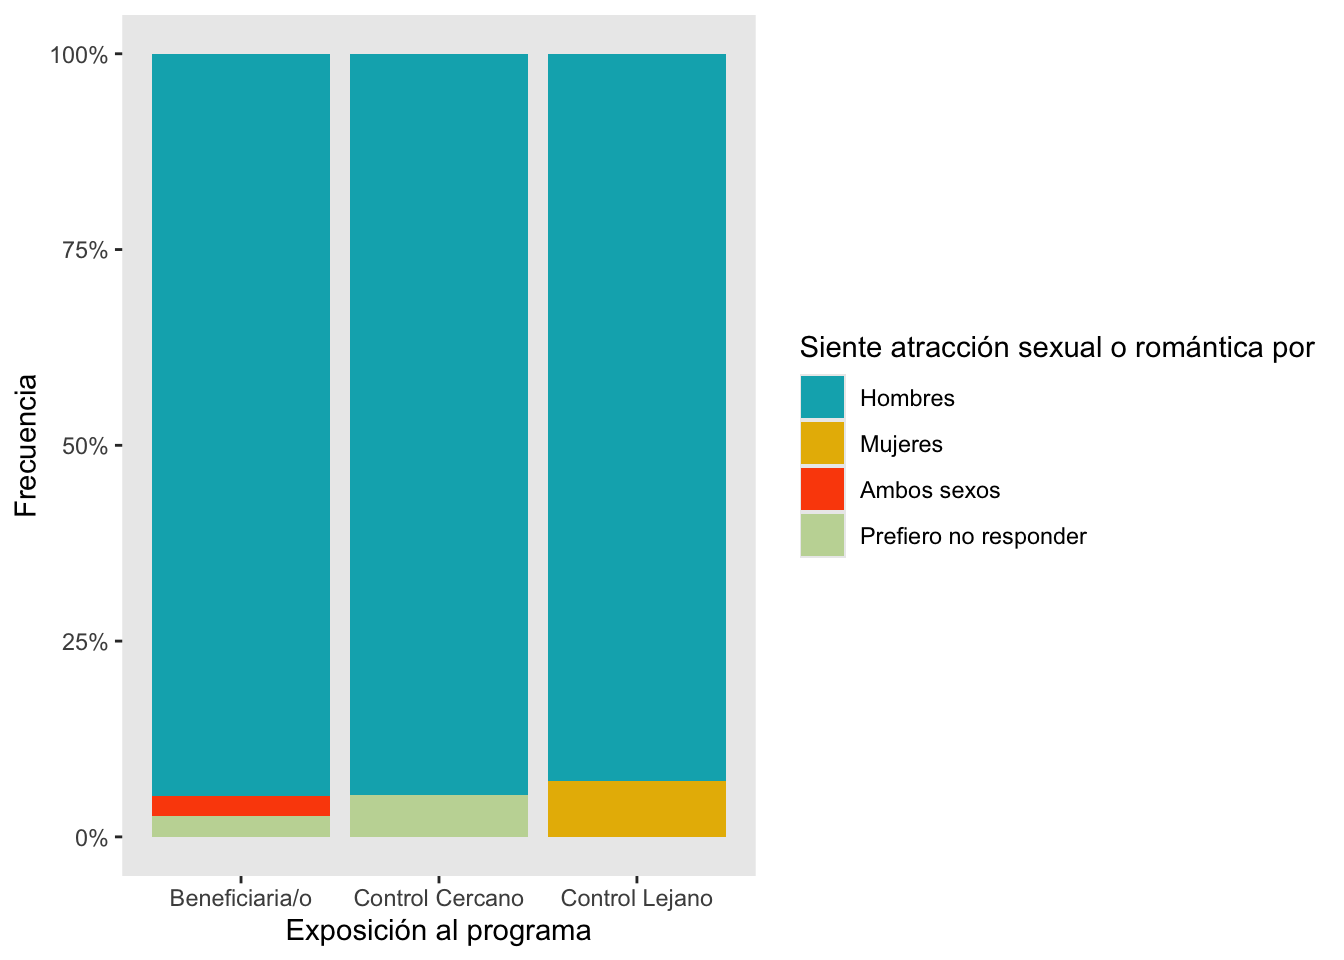 100%
75%
50%
25%
0%
Frecuencia
Beneficiaria/o
Control Cercano
Control Lejano
Exposición al programa
Siente atracción sexual o romántica por
Hombres
Mujeres
Ambos sexos
Prefiero no responder